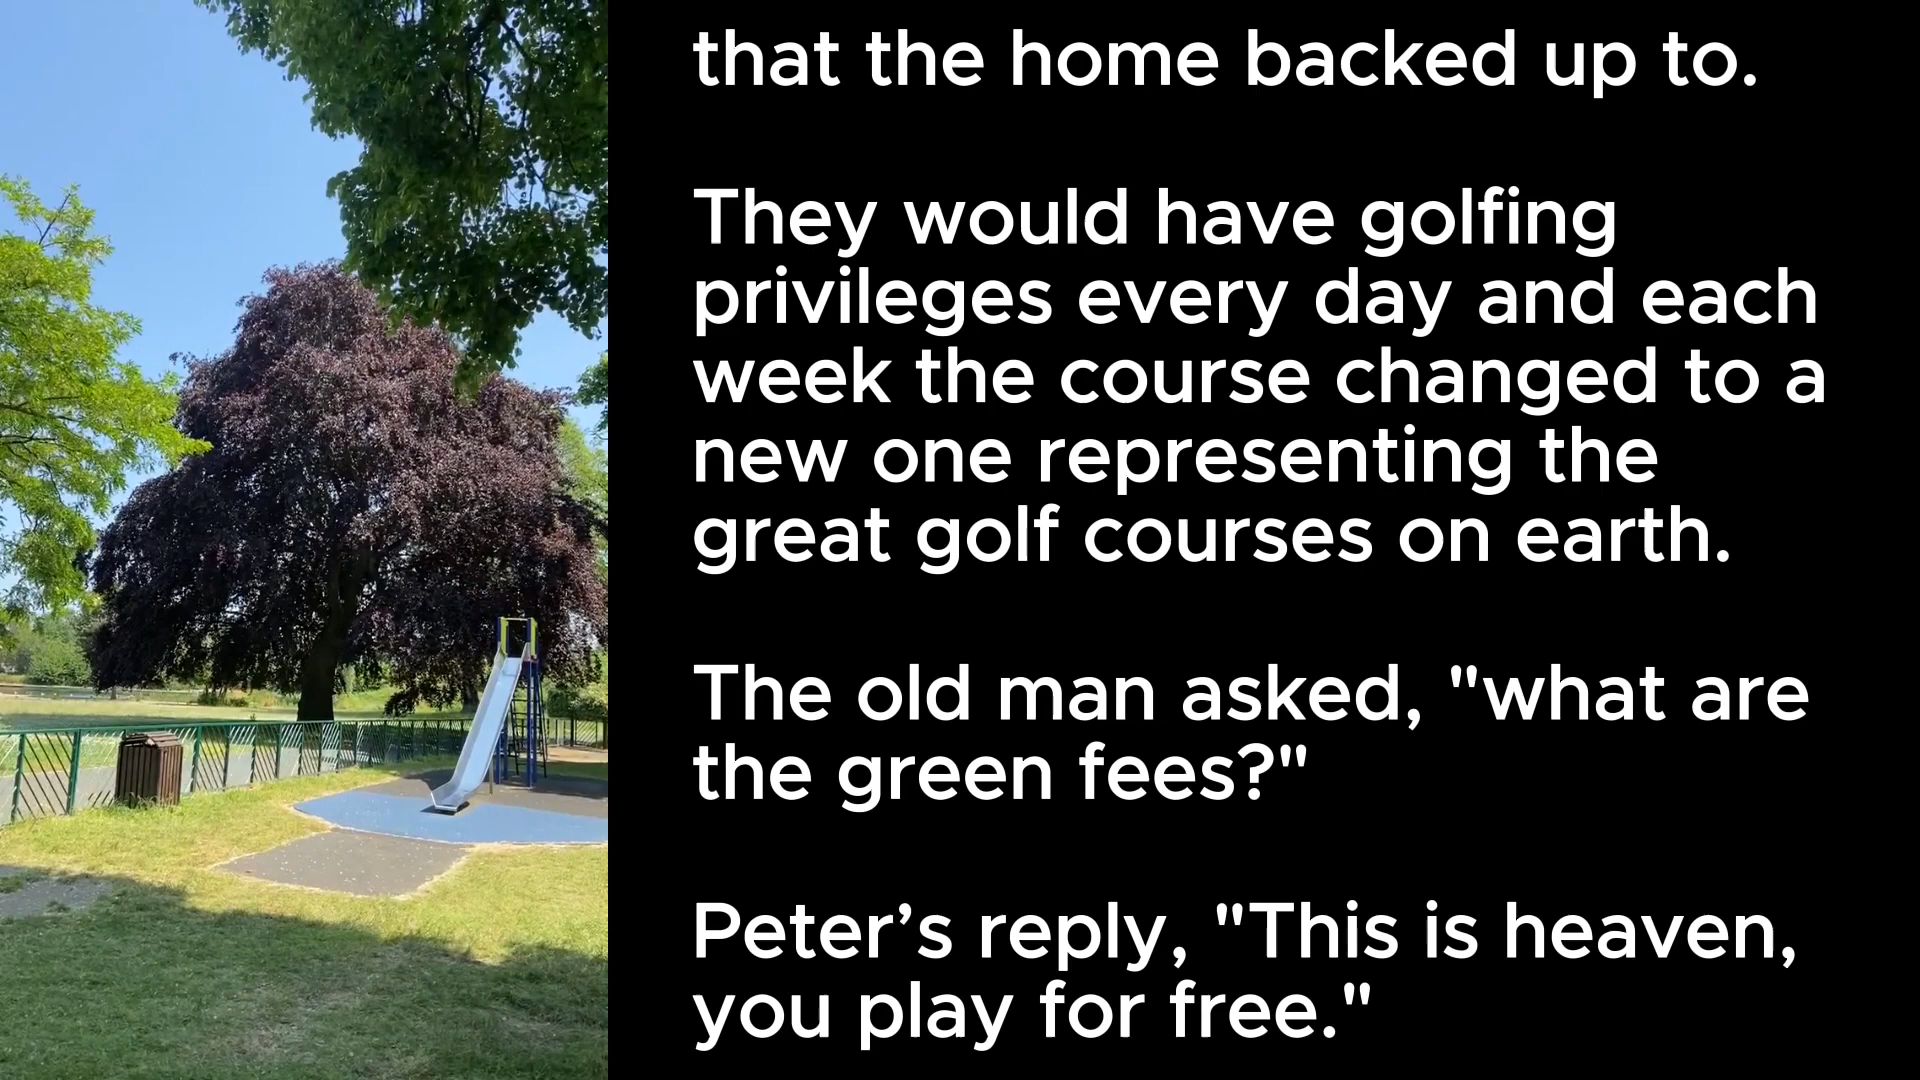 that the home backed up to.
They would have golfing
privileges every day and each
week the course changed to a
new one representing the
great golf courses on earth.
The old man asked, "what are
the green fees?"
Peter’s reply, "This is heaven,
you play for free."